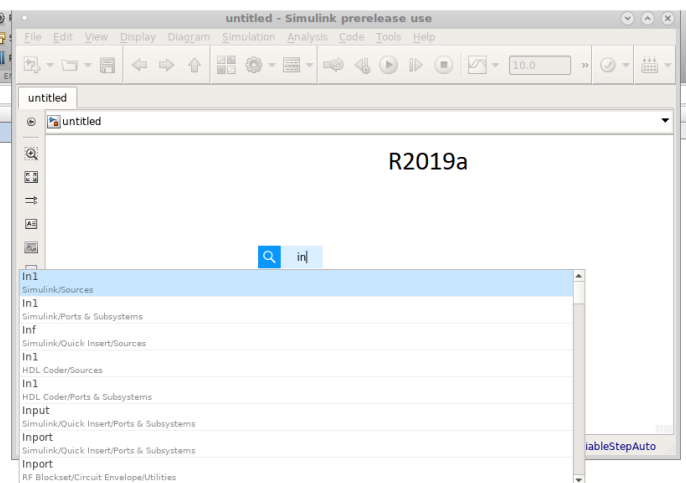 untitled - Simulink prerelease use
File Edit View Display Diagram Simulation Analysis Code Tools Help
10.0
»
untitled
untitled
R2019a
in
In1
Simulink/Sources
In1
Simulink/Ports & Subsystems
Inf
Simulink/Quick Insert/Sources
In1
HDL Coder/Sources
In1
HDL Coder/Ports & Subsystems
Input
Simulink/Quick Insert/Ports & Subsystems
Inport
Simulink/Quick Insert/Ports & Subsystems
iableStepAuto
Inport
RF Blockset/Circuit Envelope/Utilities